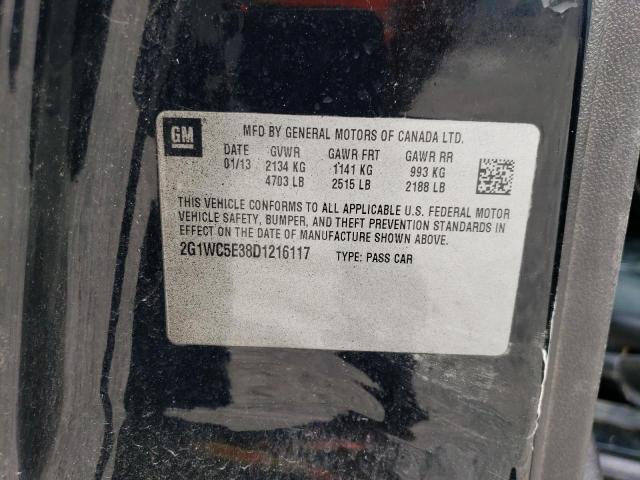 GM
MFD BY GENERAL MOTORS OF CANADA LTD.
DATE GVWR GAWR FRT GAWR RR
01/13 2134 KG 1141 KG 993 KG
4703 LB 2515 LB 2188 LB
THIS VEHICLE CONFORMS TO ALL APPLICABLE U.S. FEDERAL MOTOR
VEHICLE SAFETY, BUMPER, AND THEFT PREVENTION STANDARDS IN
EFFECT ON THE DATE OF MANUFACTURE SHOWN ABOVE.
2G1WC5E38D1216117 TYPE: PASS CAR